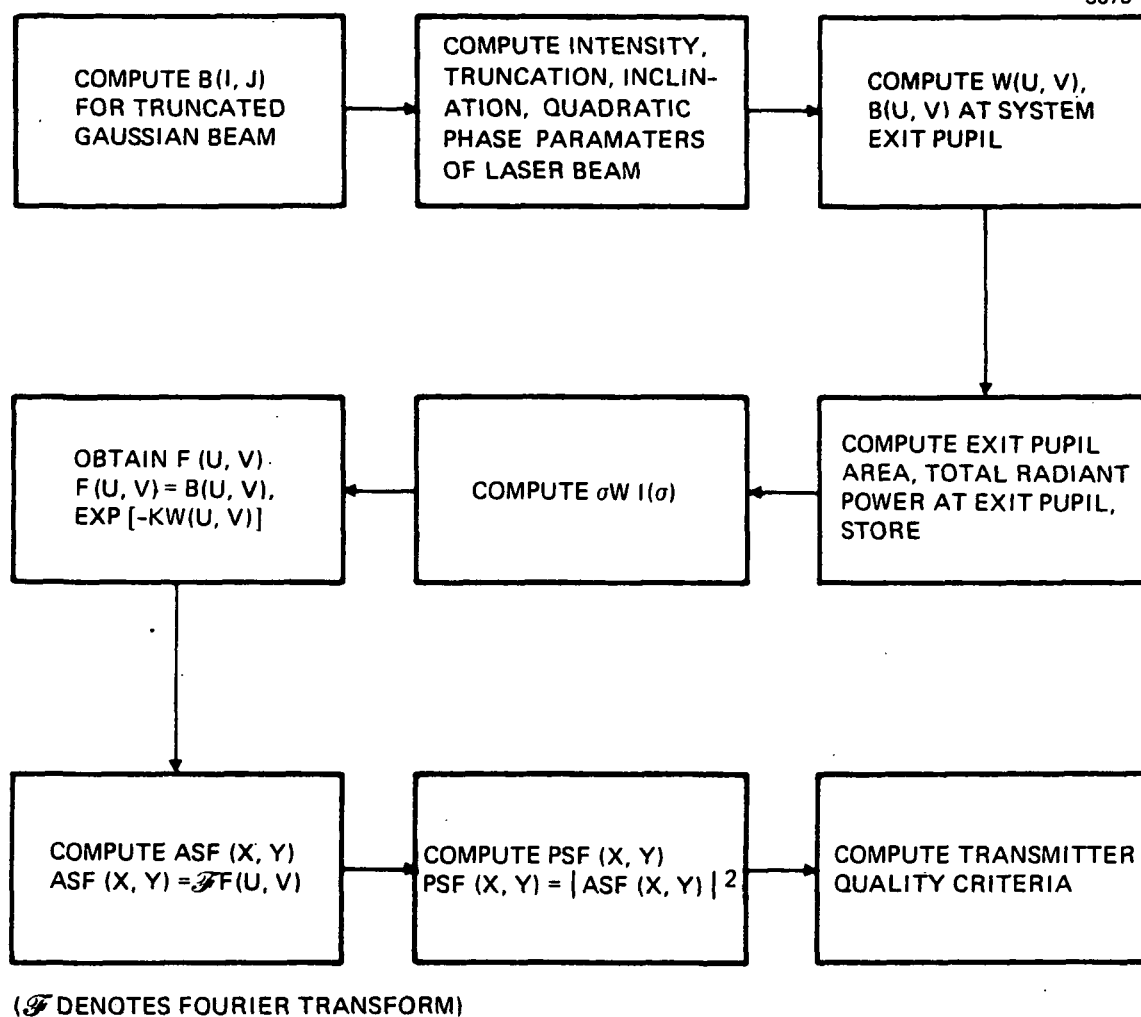 COMPUTE B(I, J)
FOR TRUNCATED
GAUSSIAN BEAM
COMPUTE INTENSITY,
TRUNCATION, INCLIN-
ATION, QUADRATIC
PHASE PARAMATERS
OF LASER BEAM
COMPUTE W(U, V),
B(U, V) AT SYSTEM
EXIT PUPIL
COMPUTE EXIT PUPIL
AREA, TOTAL RADIANT
POWER AT EXIT PUPIL,
STORE
COMPUTE σW I(σ)
OBTAIN F (U, V)
F (U, V) = B(U, V),
EXP [-KW(U, V)]
COMPUTE ASF (X, Y)
ASF (X, Y) = ℱF(U, V)
COMPUTE PSF (X, Y)
PSF (X, Y) = | ASF (X, Y) | 2
COMPUTE TRANSMITTER
QUALITY CRITERIA
(ℱ DENOTES FOURIER TRANSFORM)